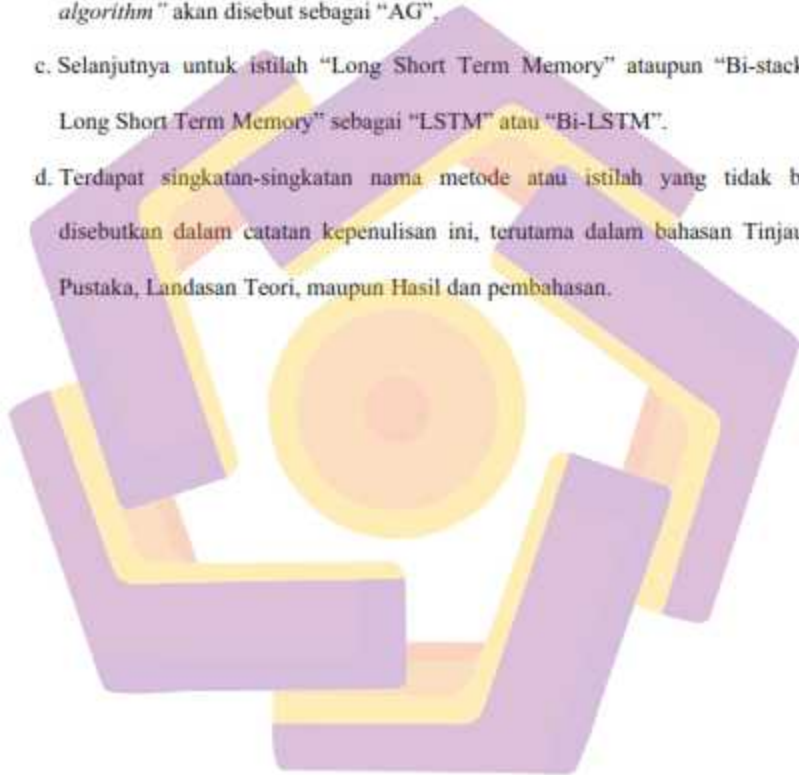 algorithm” akan disebut sebagai “AG”.
c. Selanjutnya untuk istilah “Long Short Term Memory” ataupun “Bi-stack
Long Short Term Memory” sebagai “LSTM” atau “Bi-LSTM”.
d. Terdapat singkatan-singkatan nama metode atau istilah yang tidak b
disebutkan dalam catatan kepenulisan ini, terutama dalam bahasan Tinjau
Pustaka, Landasan Teori, maupun Hasil dan pembahasan.